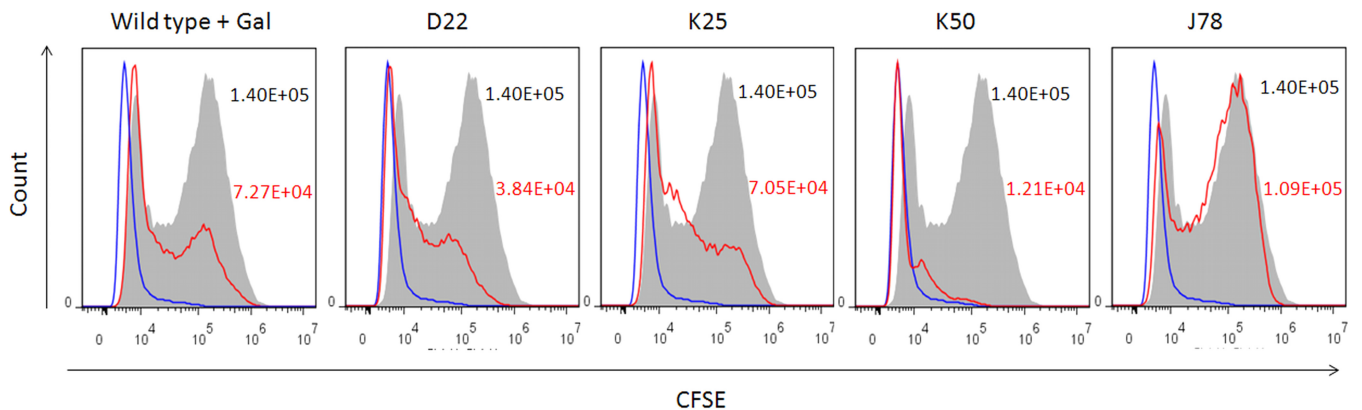 Wild type + Gal D22 K25 K50 J78
1.40E+05 1.40E+05 1.40E+05 1.40E+05 1.40E+05
Count
7.27E+04 3.84E+04 7.05E+04 1.21E+04 1.09E+05
0 0 0 0 0
0 10^4 10^5 10^6 10^7 0 10^4 10^5 10^6 10^7 0 10^4 10^5 10^6 10^7 0 10^4 10^5 10^6 10^7 0 10^4 10^5 10^6 10^7
CFSE